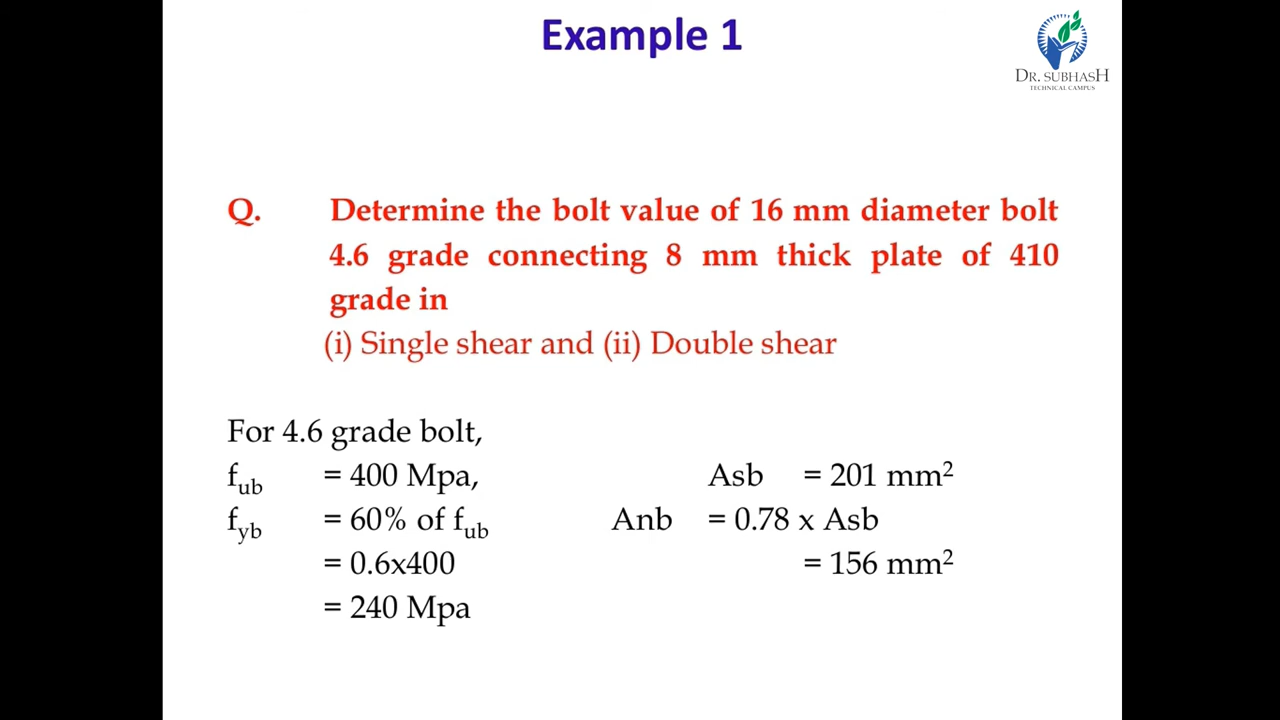 Example 1
DR. SUBHASH
TECHNICAL CAMPUS
Q. Determine the bolt value of 16 mm diameter bolt
4.6 grade connecting 8 mm thick plate of 410
grade in
(i) Single shear and (ii) Double shear
For 4.6 grade bolt,
fub = 400 Mpa, Asb = 201 mm²
fyb = 60% of fub Anb = 0.78 x Asb
= 0.6x400 = 156 mm²
= 240 Mpa